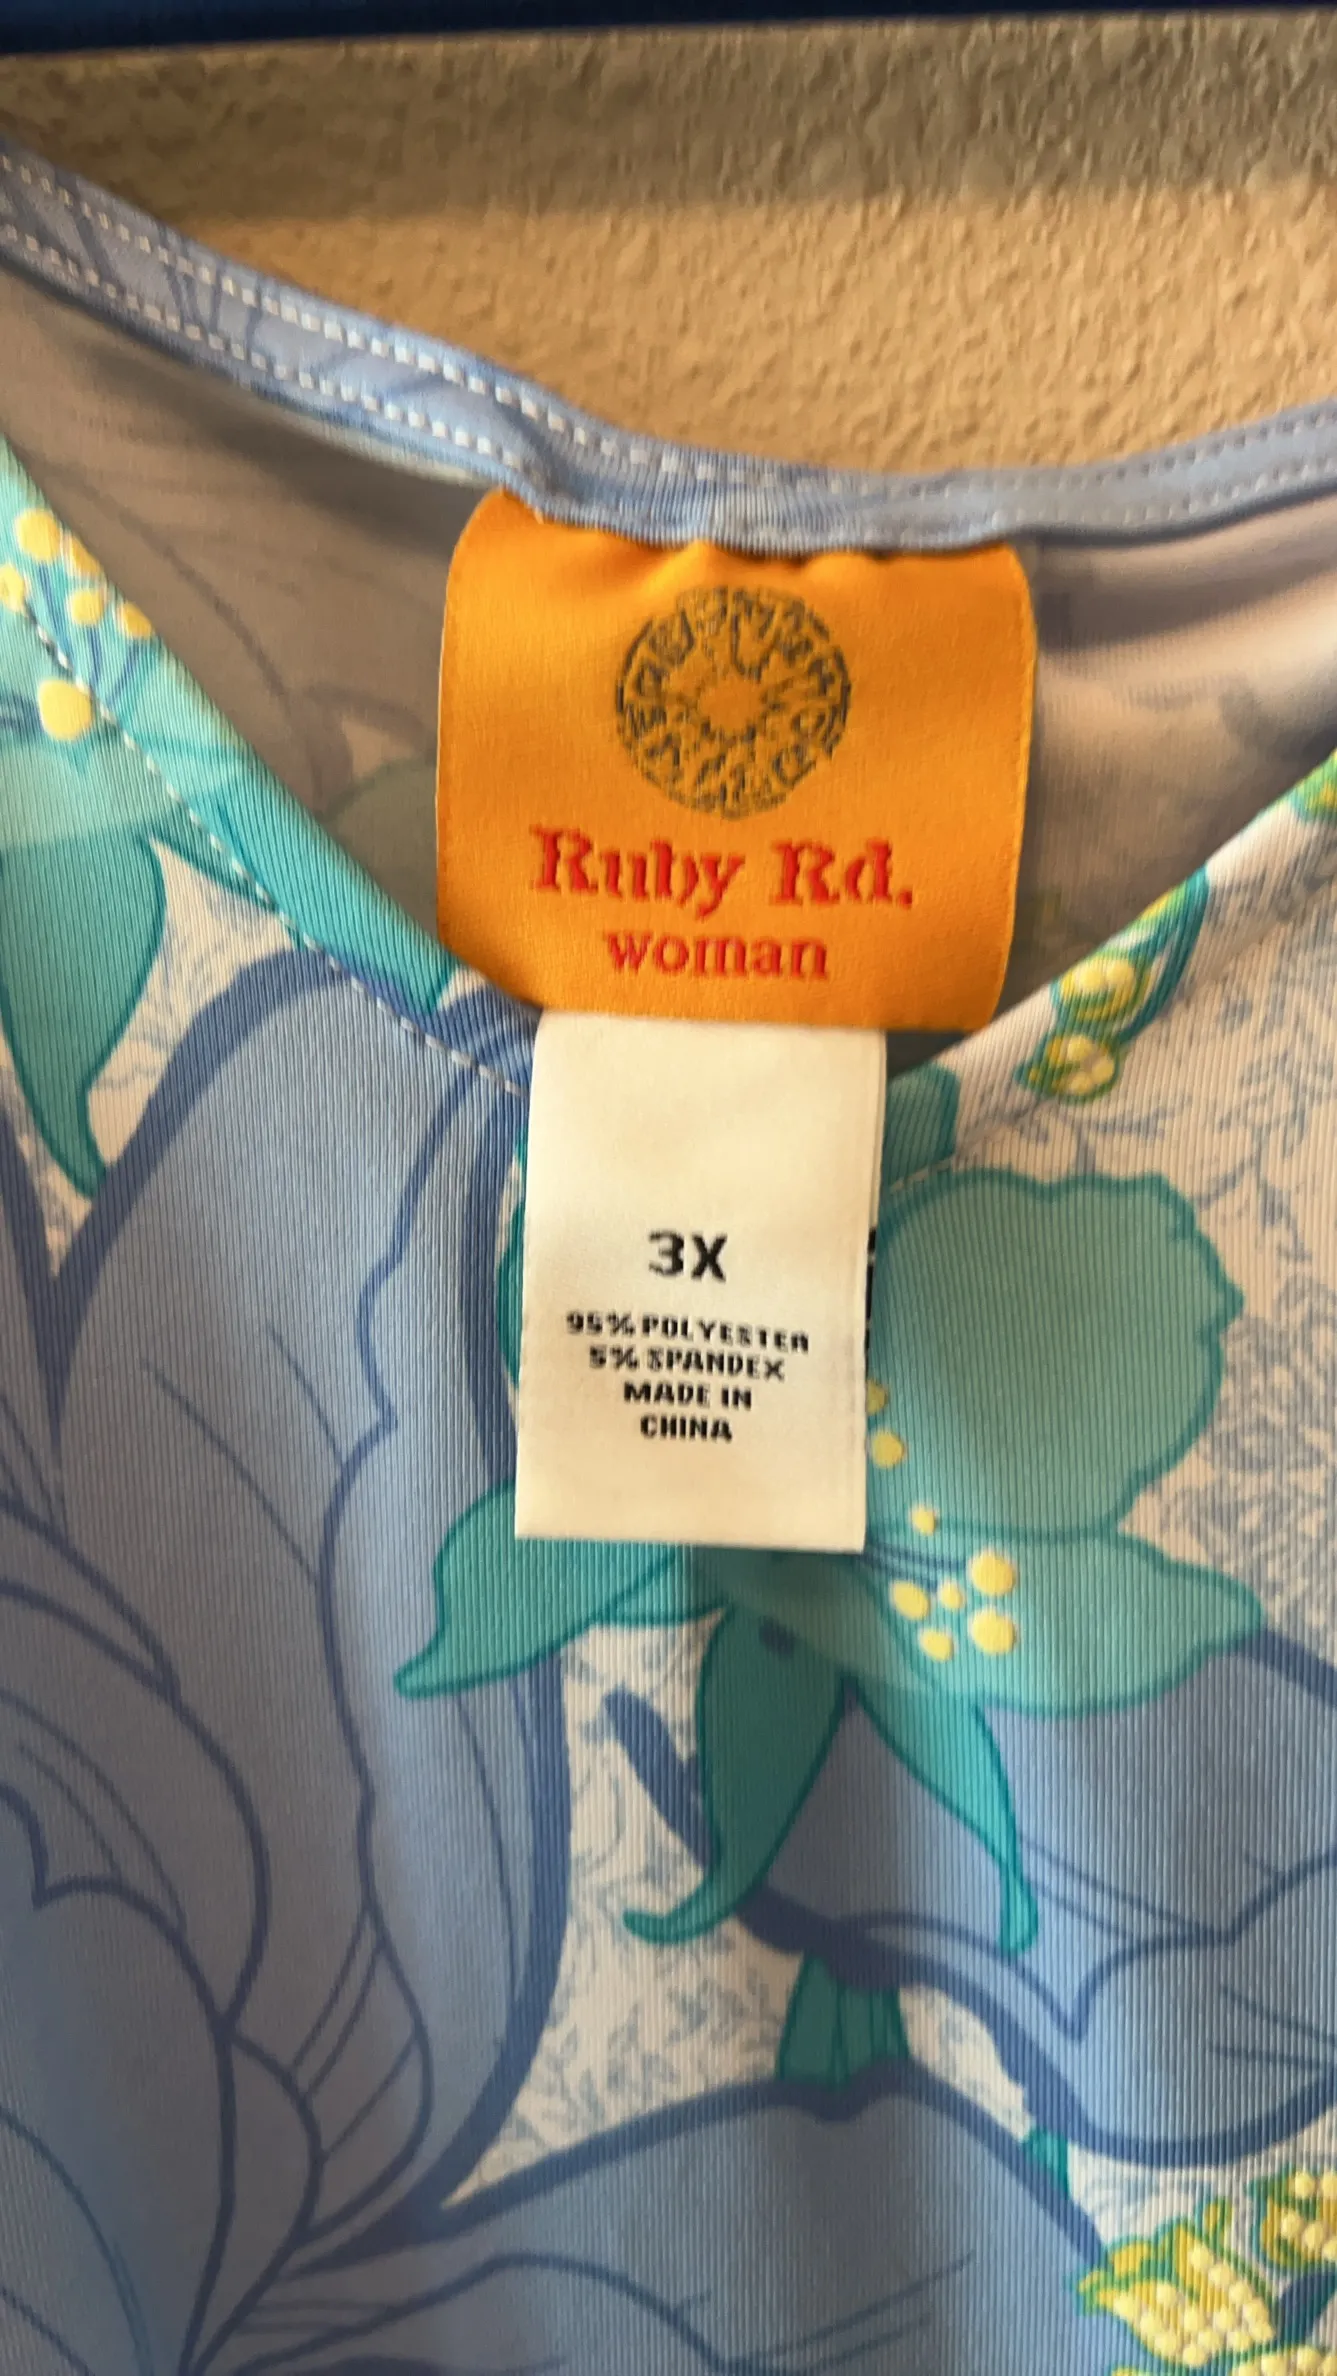 Ruby Rd.
woman
3X
95% POLYESTER
5% SPANDEX
MADE IN
CHINA